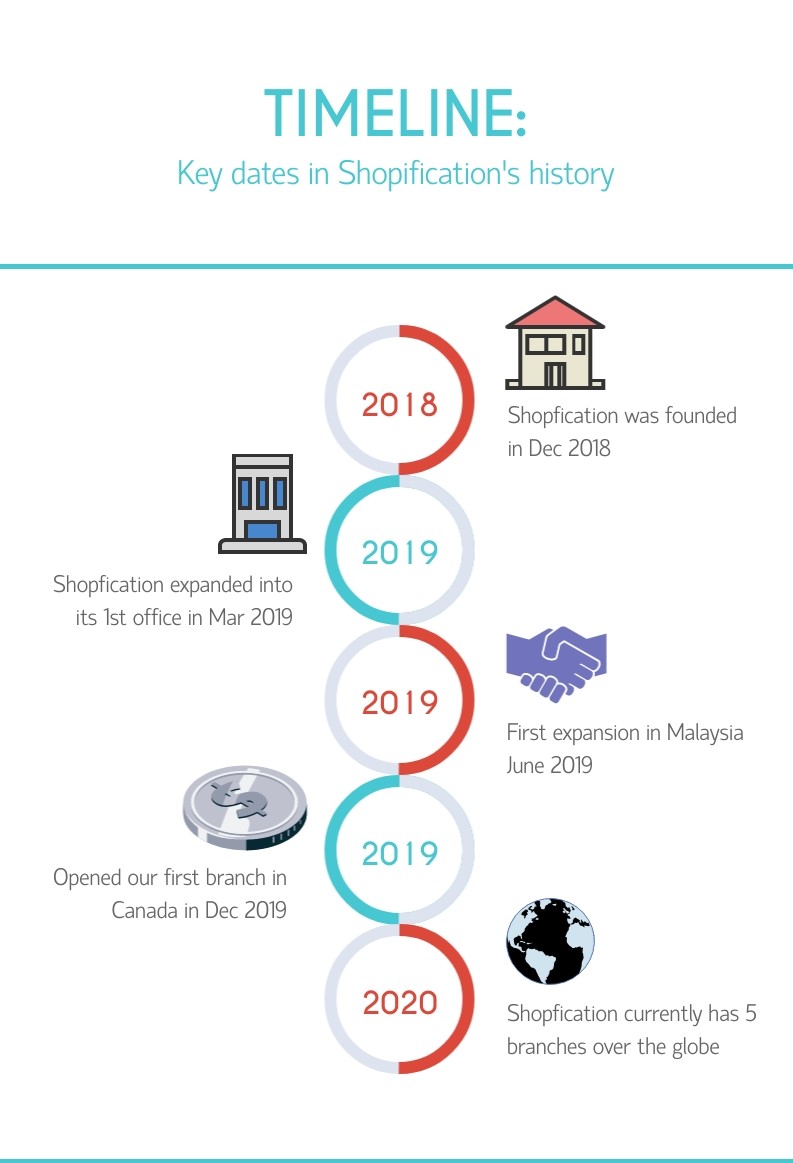 TIMELINE:
Key dates in Shopification's history
2018
Shopfication was founded
in Dec 2018
2019
Shopfication expanded into
its 1st office in Mar 2019
2019
First expansion in Malaysia
June 2019
2019
Opened our first branch in
Canada in Dec 2019
2020
Shopfication currently has 5
branches over the globe